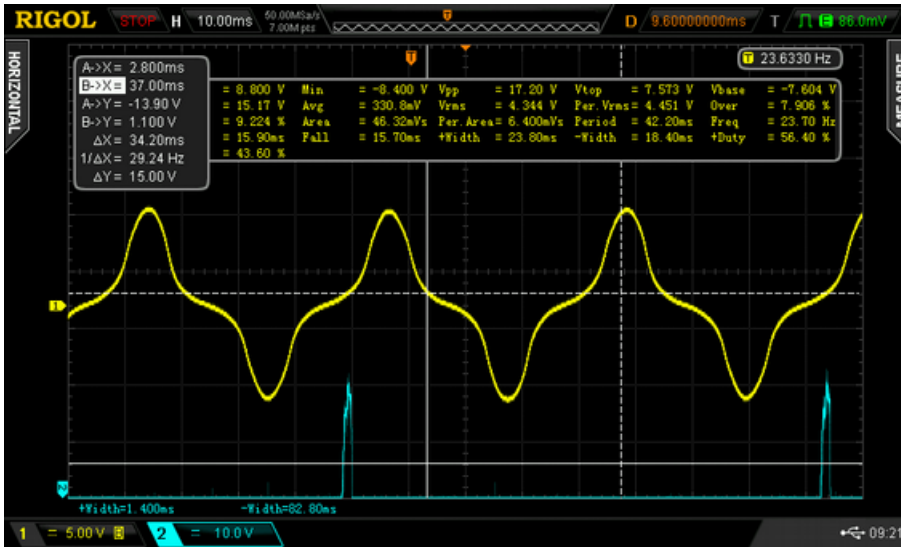 RIGOL STOP H 10.00ms 50.00MSa/s 7.00M pts D 9.60000000ms T 86.0mV
HORIZONTAL
T 23.6330 Hz
A->X= 2.800ms
B->X= 37.00ms
A->Y= -13.90 V
B->Y= 1.100 V
ΔX= 34.20ms
1/ΔX= 29.24 Hz
ΔY= 15.00 V
= 8.800 V Min = -8.400 V Vpp = 17.20 V Vtop = 7.573 V Vbase = -7.604 V
= 15.17 V Avg = 330.8mV Vrms = 4.344 V Per.Vrms= 4.451 V Over = 7.906 %
= 9.224 % Area = 46.32mVs Per.Area= 6.400mVs Period = 42.20ms Freq = 23.70 Hz
= 15.90ms Fall = 15.70ms +Width = 23.80ms -Width = 18.40ms +Duty = 56.40 %
= 43.60 %
1
2
+Width=1.400ms -Width=82.80ms
1 = 5.00 V B 2 = 10.0 V 09:21